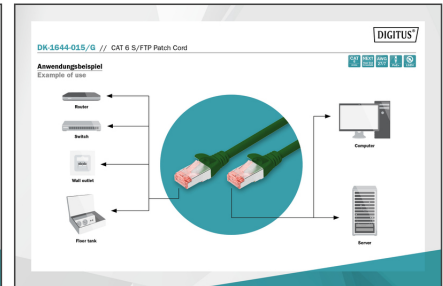 DIGITUS®
DK-1644-015/G // CAT 6 S/FTP Patch Cord
Anwendungsbeispiel
Example of use
Router
Switch
Wall outlet
Floor tank
Computer
Server